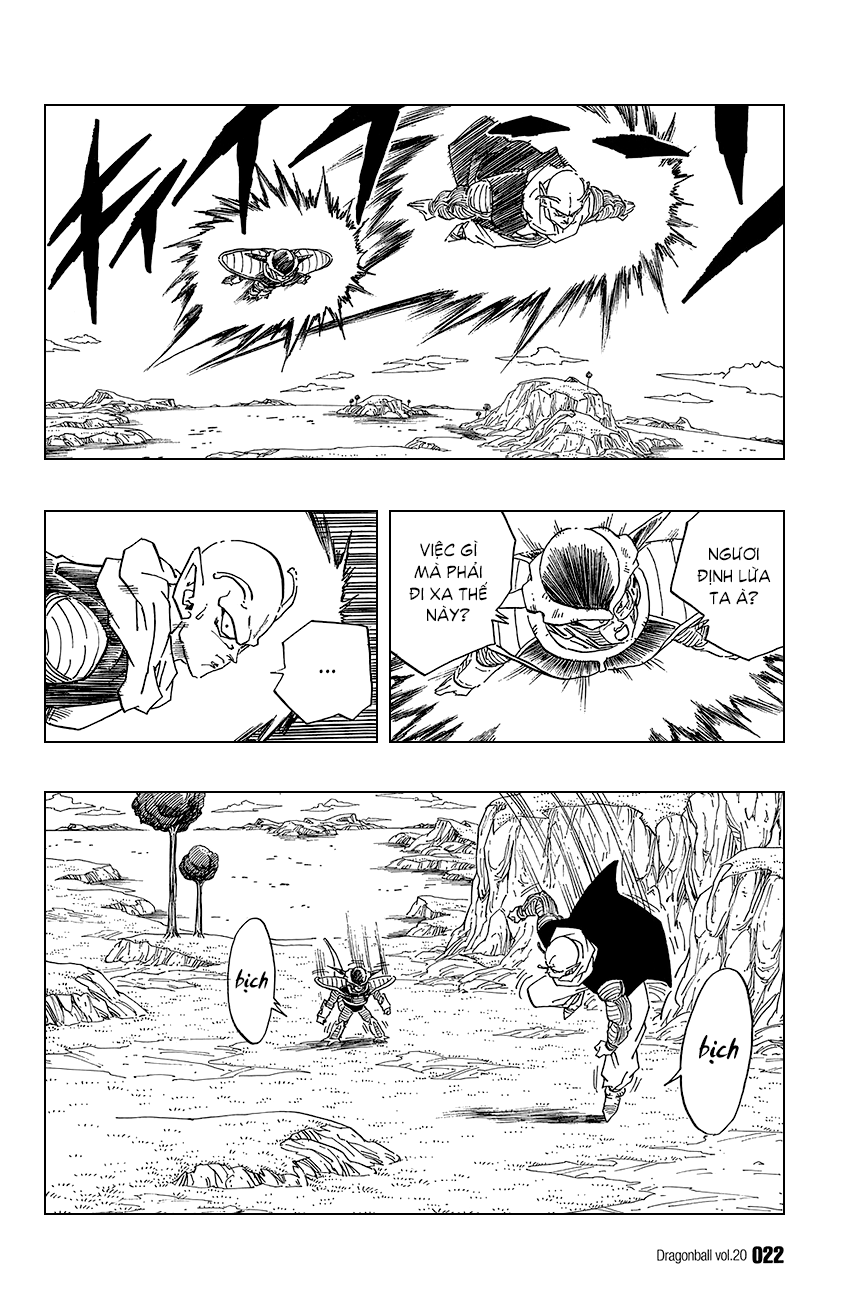 NGƯƠI
ĐỊNH LỪA
TA À?
VIỆC GÌ
MÀ PHẢI
ĐI XA THẾ
NÀY?
...
bịch
bịch
Dragonball vol.20 022